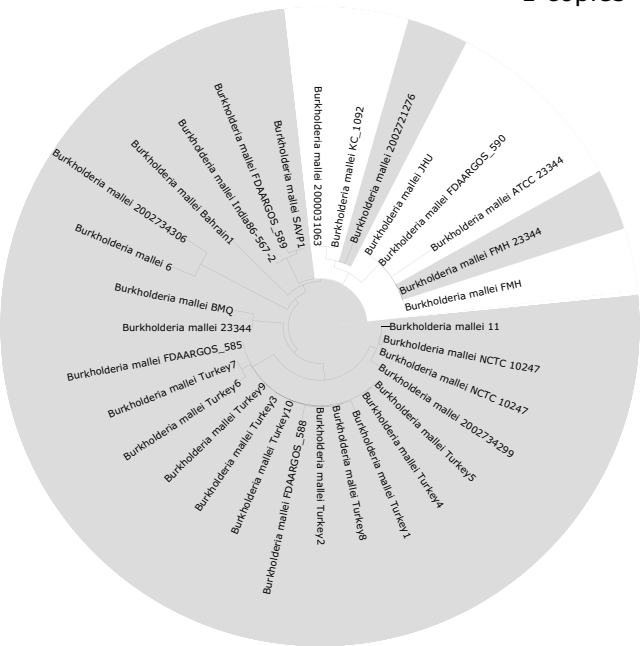 copies
Burkholderia mallei 2000031063
Burkholderia mallei KC_1092
Burkholderia mallei 2002721276
Burkholderia mallei JHU
Burkholderia mallei FDAARGOS_590
Burkholderia mallei ATCC 23344
Burkholderia mallei FMH 23344
Burkholderia mallei FMH
Burkholderia mallei 11
Burkholderia mallei NCTC 10247
Burkholderia mallei NCTC 10247
Burkholderia mallei 2002734299
Burkholderia mallei Turkey5
Burkholderia mallei Turkey4
Burkholderia mallei Turkey1
Burkholderia mallei Turkey8
Burkholderia mallei Turkey2
Burkholderia mallei FDAARGOS_588
Burkholderia mallei Turkey10
Burkholderia mallei Turkey3
Burkholderia mallei Turkey9
Burkholderia mallei Turkey6
Burkholderia mallei Turkey7
Burkholderia mallei FDAARGOS_585
Burkholderia mallei 23344
Burkholderia mallei BMQ
Burkholderia mallei 6
Burkholderia mallei 2002734306
Burkholderia mallei Bahrain1
Burkholderia mallei India86-567-2
Burkholderia mallei FDAARGOS_589
Burkholderia mallei SAVP1